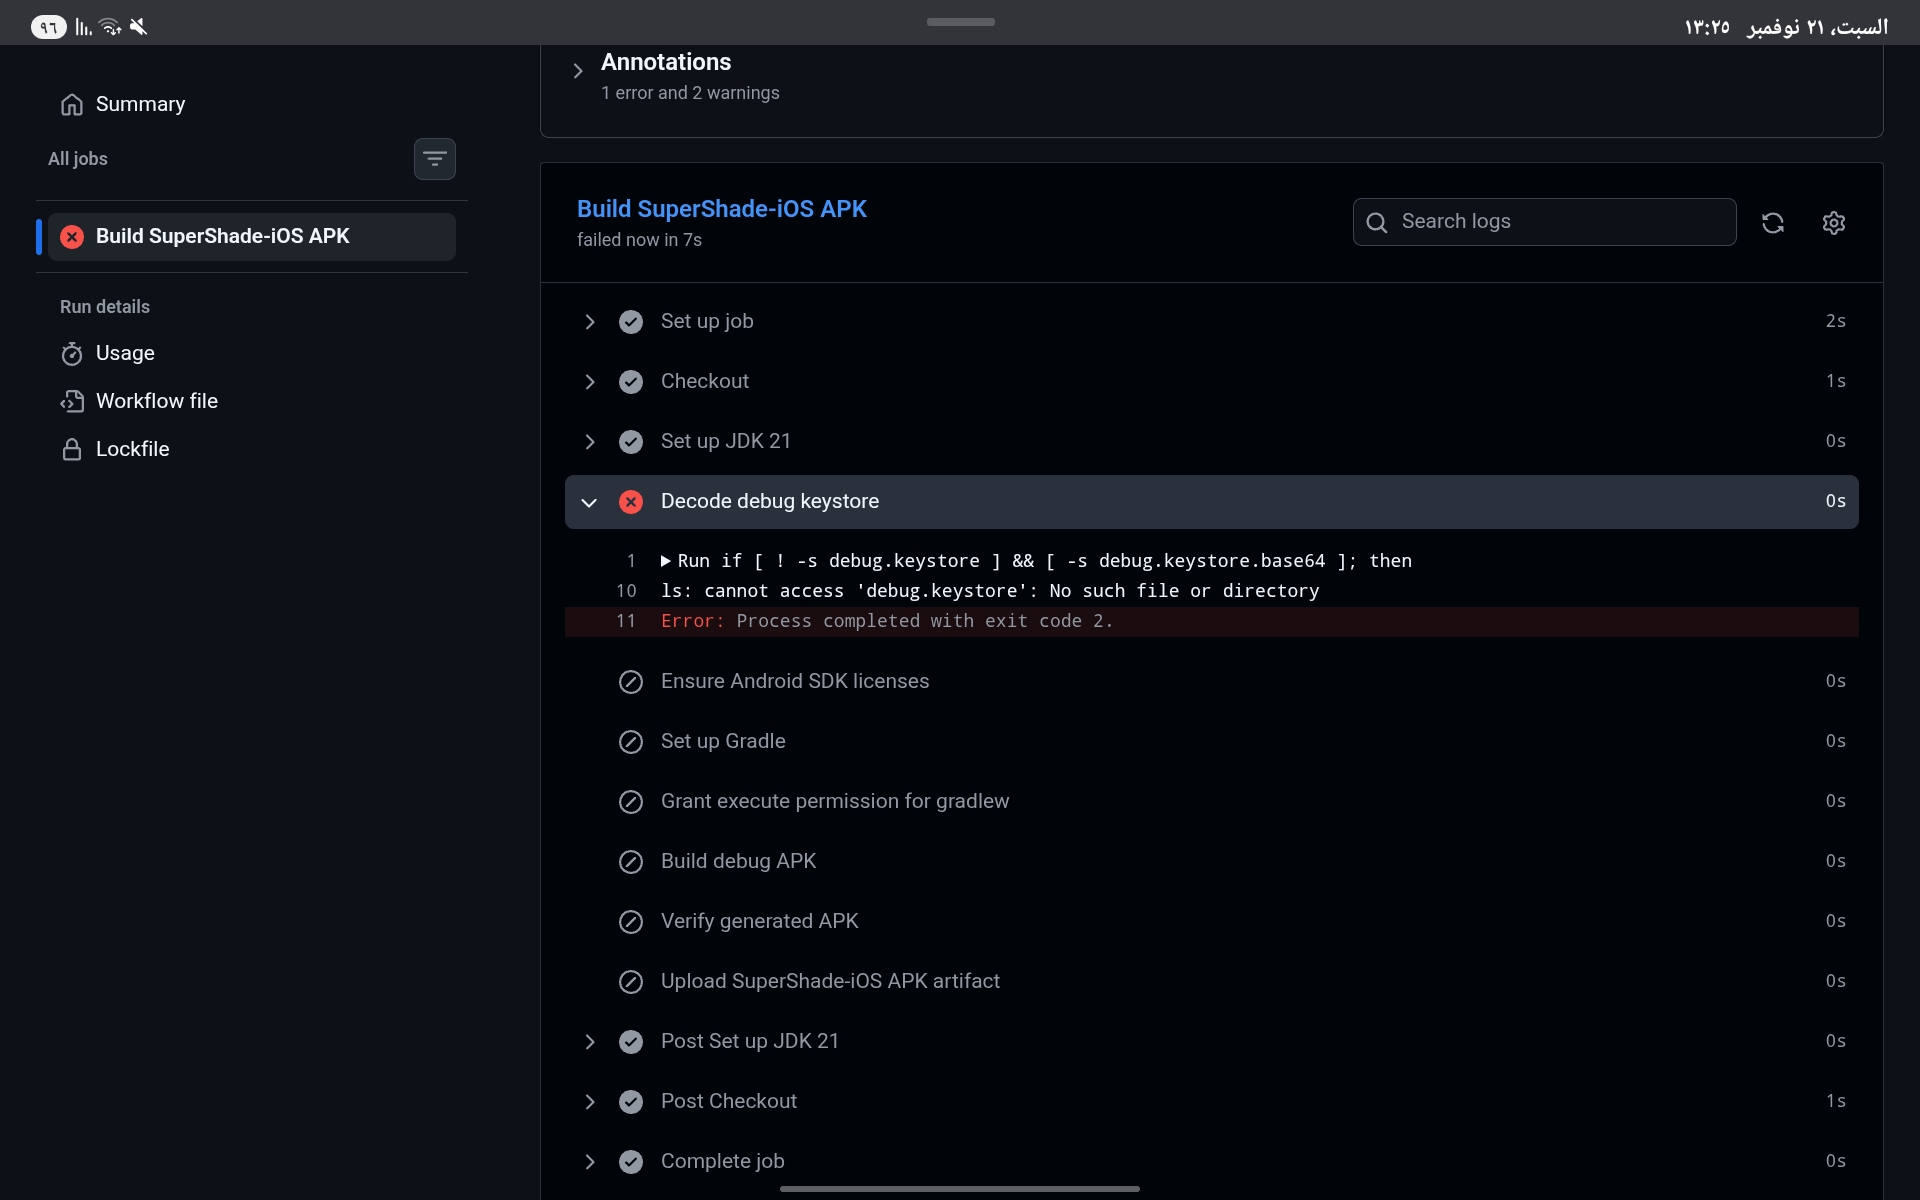 ٩٦
السبت، ٢١ نوفمبر ١٣:٢٥
Summary
All jobs
Build SuperShade-iOS APK
Run details
Usage
Workflow file
Lockfile
Annotations
1 error and 2 warnings
Build SuperShade-iOS APK
failed now in 7s
Search logs
Set up job 2s
Checkout 1s
Set up JDK 21 0s
Decode debug keystore 0s
1 Run if [ ! -s debug.keystore ] && [ -s debug.keystore.base64 ]; then
10 ls: cannot access 'debug.keystore': No such file or directory
11 Error: Process completed with exit code 2.
Ensure Android SDK licenses 0s
Set up Gradle 0s
Grant execute permission for gradlew 0s
Build debug APK 0s
Verify generated APK 0s
Upload SuperShade-iOS APK artifact 0s
Post Set up JDK 21 0s
Post Checkout 1s
Complete job 0s